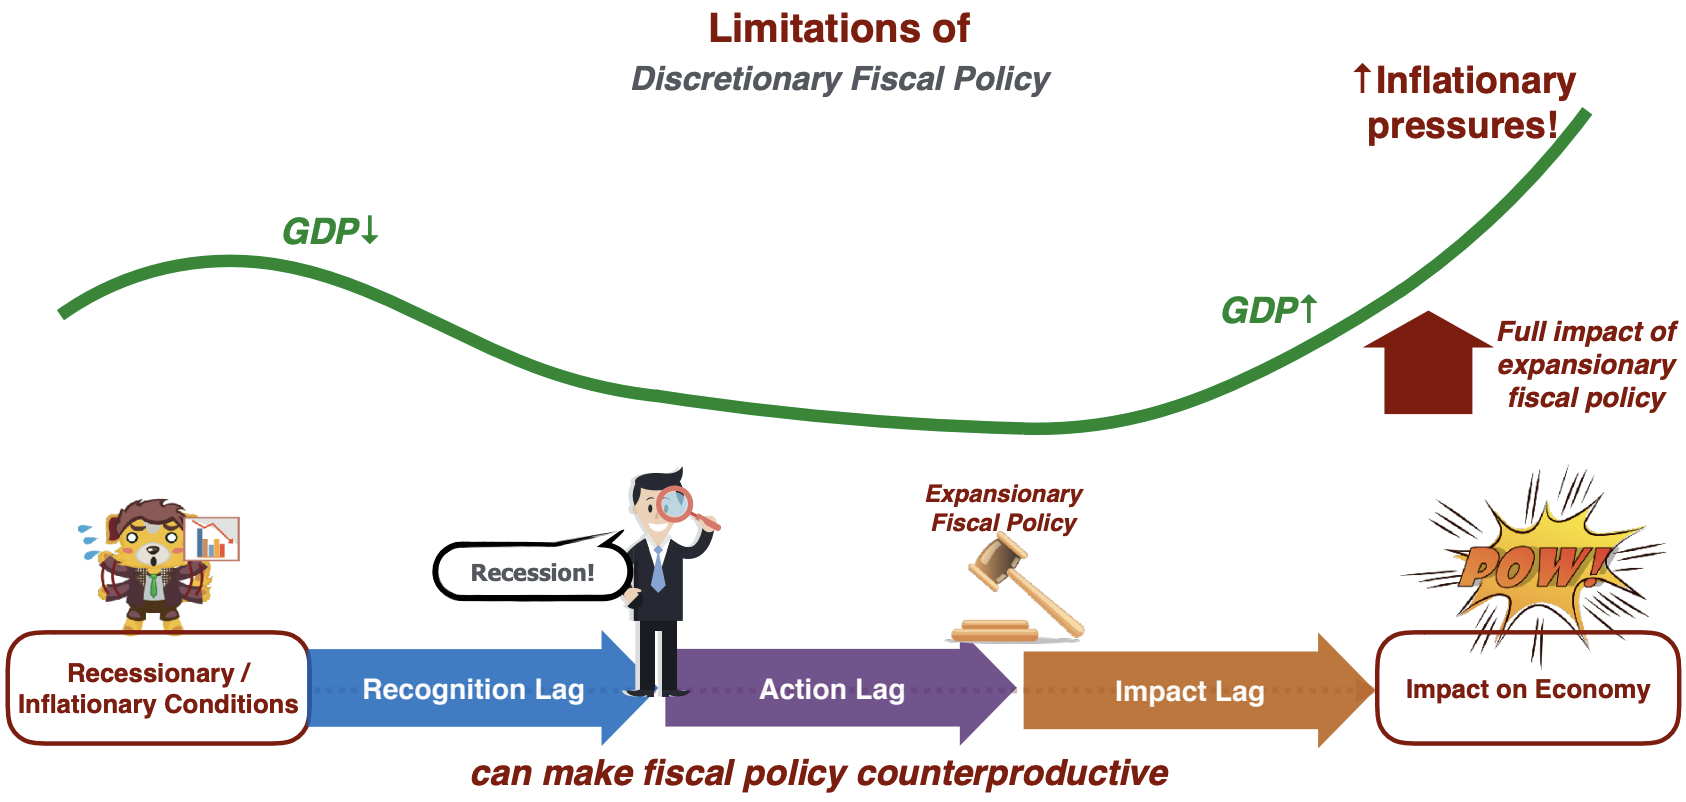 Limitations of
Discretionary Fiscal Policy
↑Inflationary
pressures!
GDP↓
GDP↑
Full impact of
expansionary
fiscal policy
Expansionary
Fiscal Policy
Recession!
POW!
Recessionary /
Inflationary Conditions
Recognition Lag
Action Lag
Impact Lag
Impact on Economy
can make fiscal policy counterproductive